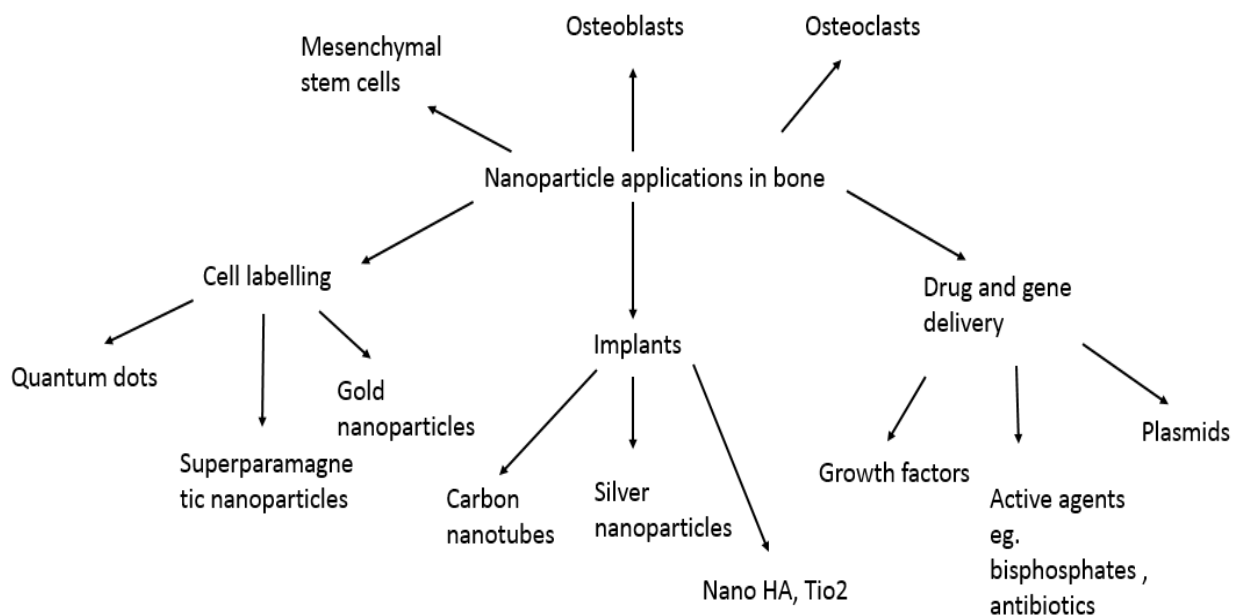 Osteoblasts
Osteoclasts
Mesenchymal
stem cells
Nanoparticle applications in bone
Cell labelling
Drug and gene
delivery
Implants
Quantum dots
Gold
nanoparticles
Plasmids
Superparamagne
tic nanoparticles
Growth factors
Carbon
nanotubes
Silver
nanoparticles
Active agents
eg.
bisphosphates ,
antibiotics
Nano HA, Tio2